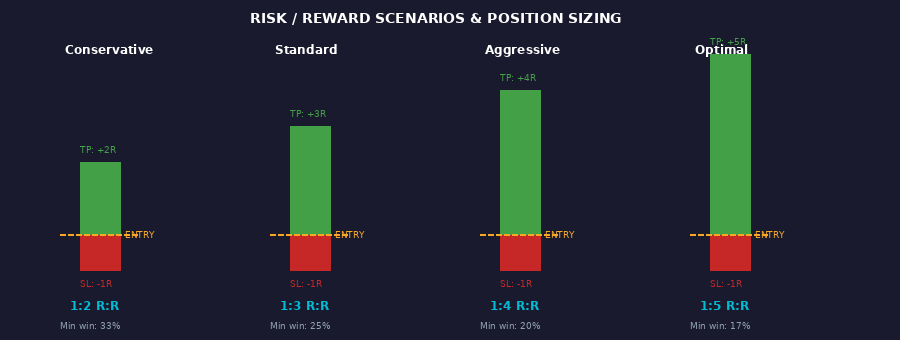 RISK / REWARD SCENARIOS & POSITION SIZING
Conservative
TP: +2R
ENTRY
SL: -1R
1:2 R:R
Min win: 33%
Standard
TP: +3R
ENTRY
SL: -1R
1:3 R:R
Min win: 25%
Aggressive
TP: +4R
ENTRY
SL: -1R
1:4 R:R
Min win: 20%
Optimal
TP: +5R
ENTRY
SL: -1R
1:5 R:R
Min win: 17%